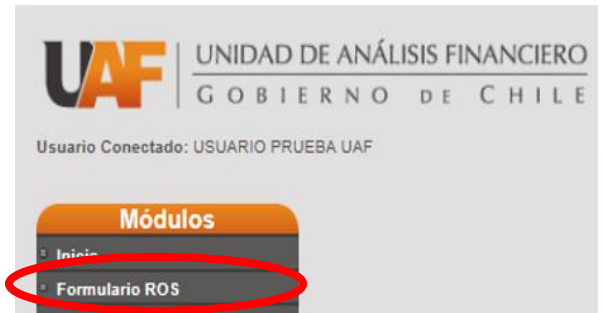 UAF
UNIDAD DE ANÁLISIS FINANCIERO
GOBIERNO DE CHILE
Usuario Conectado: USUARIO PRUEBA UAF
Módulos
Inicio
Formulario ROS